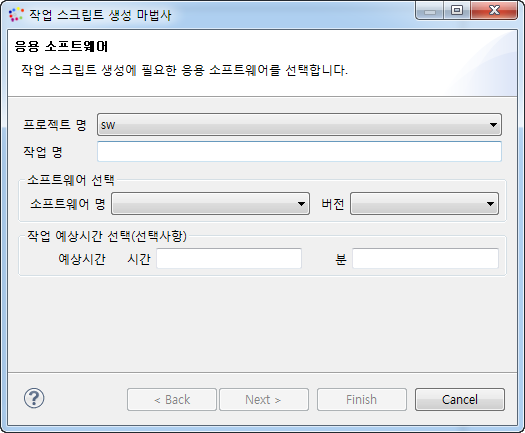 작업 스크립트 생성 마법사
응용 소프트웨어
작업 스크립트 생성에 필요한 응용 소프트웨어를 선택합니다.
프로젝트 명 sw
작업 명
소프트웨어 선택
소프트웨어 명 버전
작업 예상시간 선택(선택사항)
예상시간 시간 분
? < Back Next > Finish Cancel